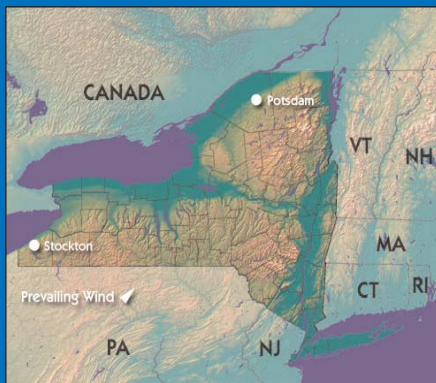 CANADA
Potsdam
VT
NH
Stockton
MA
CT
RI
Prevailing Wind
PA
NJ